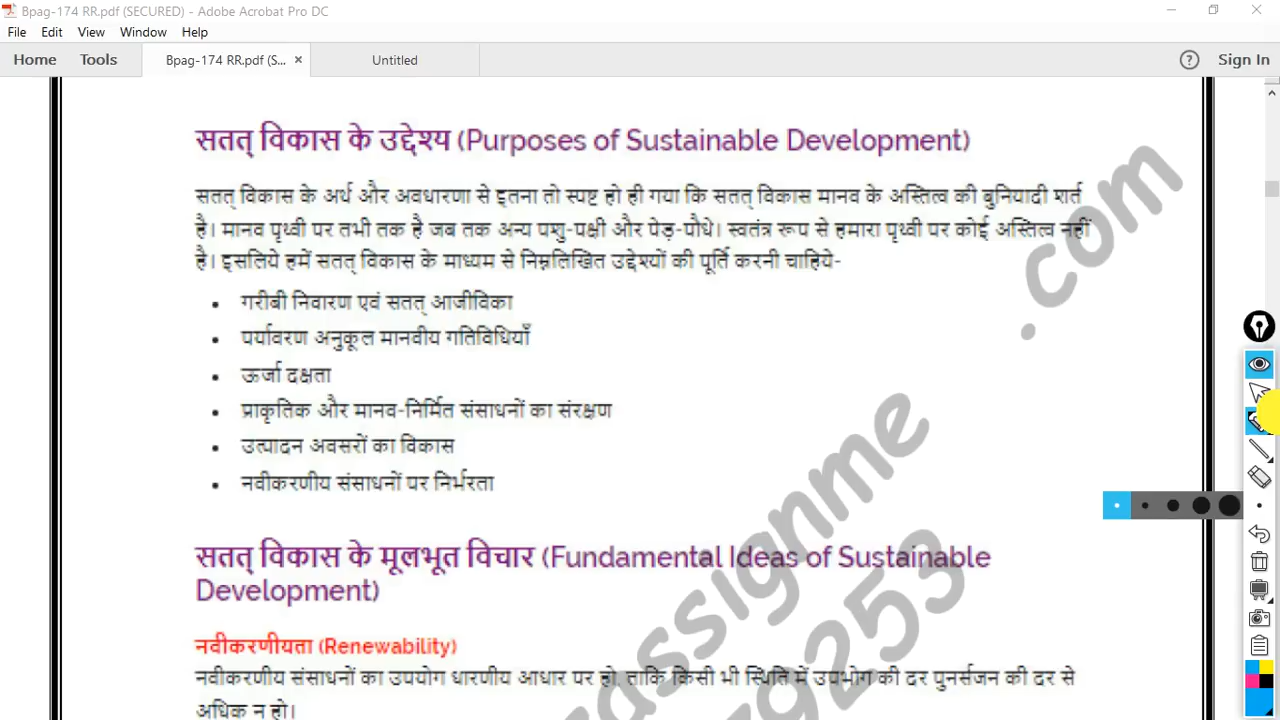 Bpag-174 RR.pdf (SECURED) - Adobe Acrobat Pro DC
File Edit View Window Help
Home Tools Bpag-174 RR.pdf (S... × Untitled Sign In
सतत् विकास के उद्देश्य (Purposes of Sustainable Development)
सतत् विकास के अर्थ और अवधारणा से इतना तो स्पष्ट हो ही गया कि सतत् विकास मानव के अस्तित्व की बुनियादी शर्त
है। मानव पृथ्वी पर तभी तक है जब तक अन्य पशु-पक्षी और पेड़-पौधे। स्वतंत्र रूप से हमारा पृथ्वी पर कोई अस्तित्व नहीं
है। इसलिये हमें सतत् विकास के माध्यम से निम्नलिखित उद्देश्यों की पूर्ति करनी चाहिये-
• गरीबी निवारण एवं सतत् आजीविका
• पर्यावरण अनुकूल मानवीय गतिविधियाँ
• ऊर्जा दक्षता
• प्राकृतिक और मानव-निर्मित संसाधनों का संरक्षण
• उत्पादन अवसरों का विकास
• नवीकरणीय संसाधनों पर निर्भरता
सतत् विकास के मूलभूत विचार (Fundamental Ideas of Sustainable
Development)
नवीकरणीयता (Renewability)
नवीकरणीय संसाधनों का उपयोग धारणीय आधार पर हो, ताकि किसी भी स्थिति में उपभोग की दर पुनर्सजन की दर से
अधिक न हो।
assignme
.com
9253